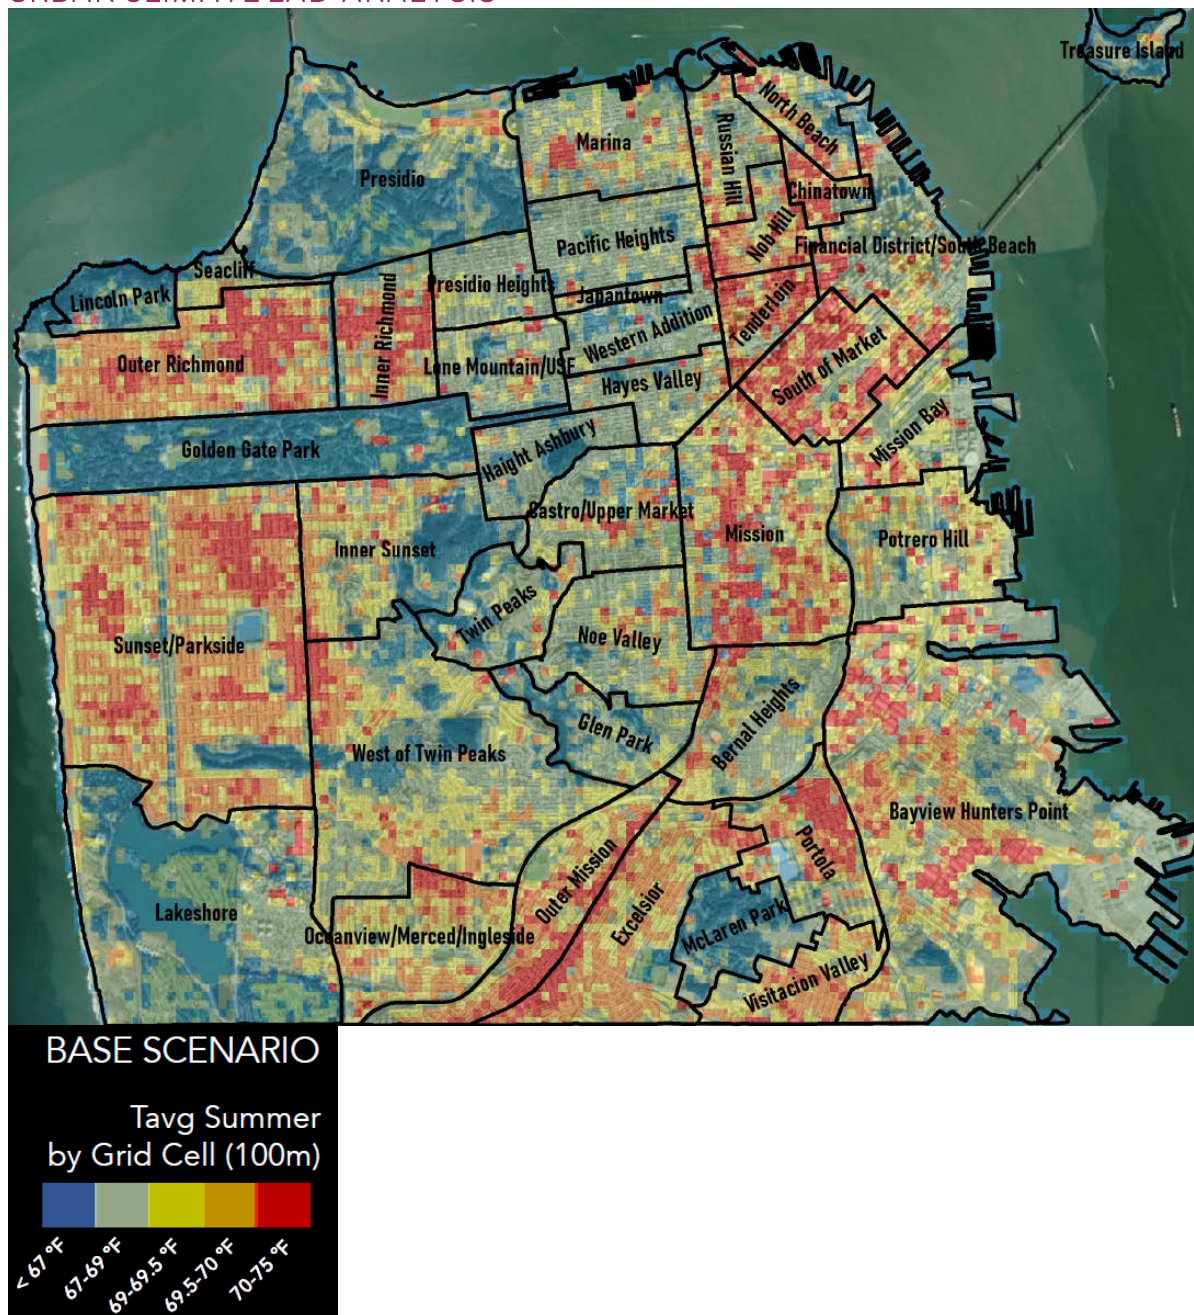 URBAN CLIMATE LAB ANALYSIS
Treasure Island
North Beach
Marina
Russian Hill
Presidio
Chinatown
Nob Hill
Pacific Heights
Financial District/South Beach
Seacliff
Presidio Heights
Lincoln Park
Japantown
Inner Richmond
Tenderloin
Western Addition
Outer Richmond
Lone Mountain/USF
South of Market
Hayes Valley
Mission Bay
Golden Gate Park
Haight Ashbury
Castro/Upper Market
Mission
Potrero Hill
Inner Sunset
Twin Peaks
Sunset/Parkside
Noe Valley
Bernal Heights
Glen Park
West of Twin Peaks
Bayview Hunters Point
Portola
Outer Mission
Lakeshore
Excelsior
McLaren Park
Oceanview/Merced/Ingleside
Visitacion Valley
BASE SCENARIO
Tavg Summer
by Grid Cell (100m)
< 67 °F
67-69 °F
69-69.5 °F
69.5-70 °F
70-75 °F